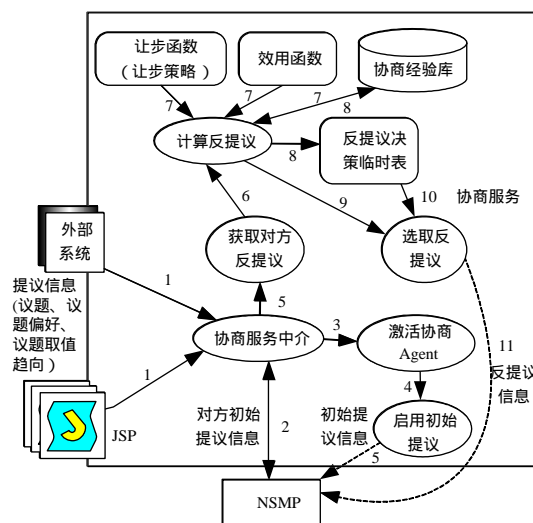 让步函数
（让步策略）
效用函数
协商经验库
7
7
7
8
计算反提议
8
反提议决
策临时表
6
9
10
协商服务
外部
系统
获取对方
反提议
选取反
提议
提议信息
(议题、议
题偏好、
议题取值
趋向）
1
5
协商服务中介
3
激活协商
Agent
11
反提议
信息
1
4
JSP
对方初始
提议信息
2
初始提
议信息
启用初始
提议
5
NSMP